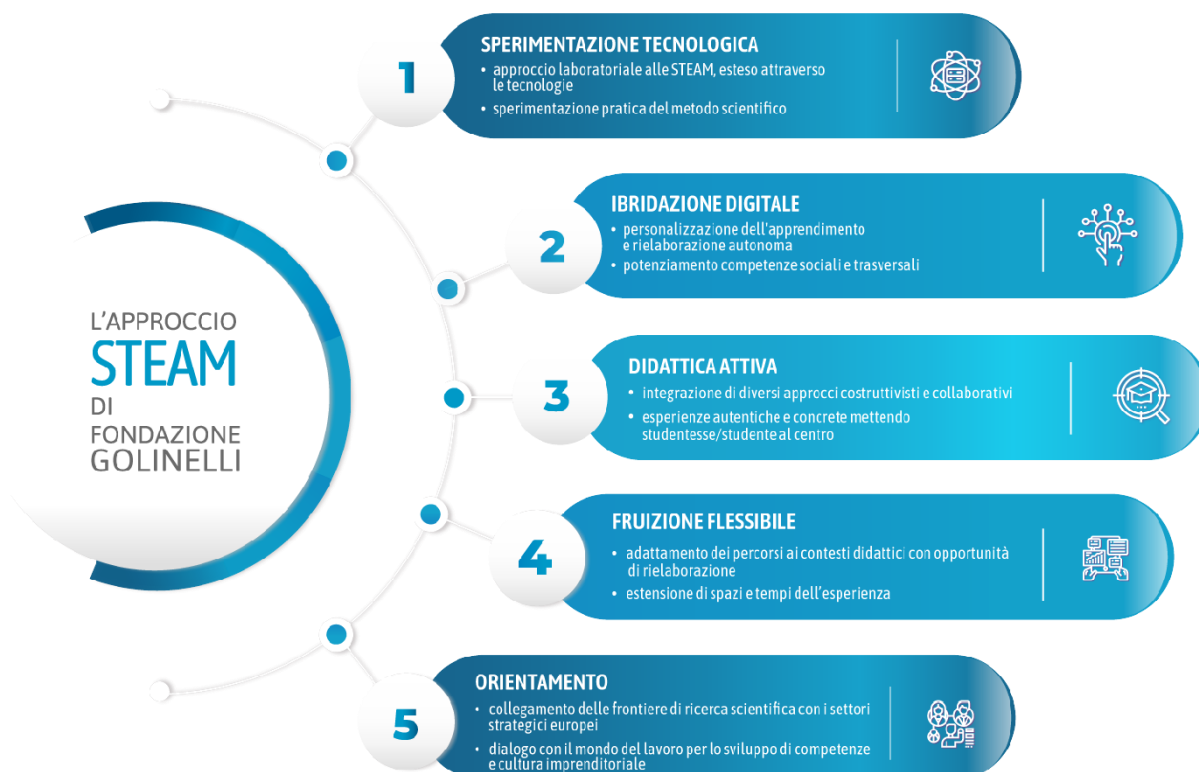 L'APPROCCIO
STEAM
DI
FONDAZIONE
GOLINELLI
1
SPERIMENTAZIONE TECNOLOGICA
• approccio laboratoriale alle STEAM, esteso attraverso
le tecnologie
• sperimentazione pratica del metodo scientifico
2
IBRIDAZIONE DIGITALE
• personalizzazione dell'apprendimento
e rielaborazione autonoma
• potenziamento competenze sociali e trasversali
3
DIDATTICA ATTIVA
• integrazione di diversi approcci costruttivisti e collaborativi
• esperienze autentiche e concrete mettendo
studentesse/studente al centro
4
FRUIZIONE FLESSIBILE
• adattamento dei percorsi ai contesti didattici con opportunità
di rielaborazione
• estensione di spazi e tempi dell'esperienza
5
ORIENTAMENTO
• collegamento delle frontiere di ricerca scientifica con i settori
strategici europei
• dialogo con il mondo del lavoro per lo sviluppo di competenze
e cultura imprenditoriale